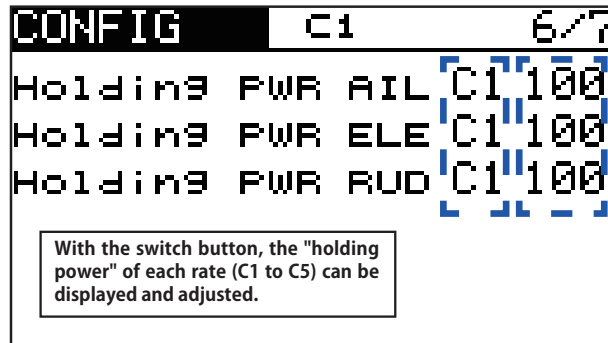 CONFIG C1 6/7
Holding PWR AIL C1 100
Holding PWR ELE C1 100
Holding PWR RUD C1 100
With the switch button, the "holding
power" of each rate (C1 to C5) can be
displayed and adjusted.